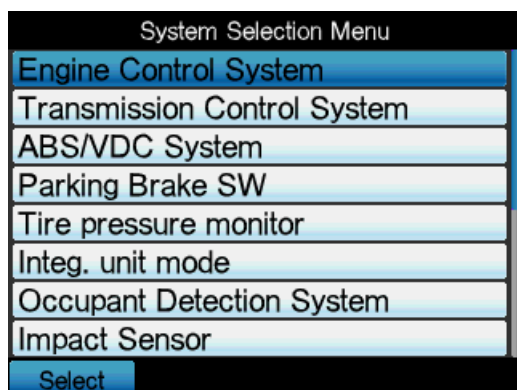 System Selection Menu
Engine Control System
Transmission Control System
ABS/VDC System
Parking Brake SW
Tire pressure monitor
Integ. unit mode
Occupant Detection System
Impact Sensor
Select